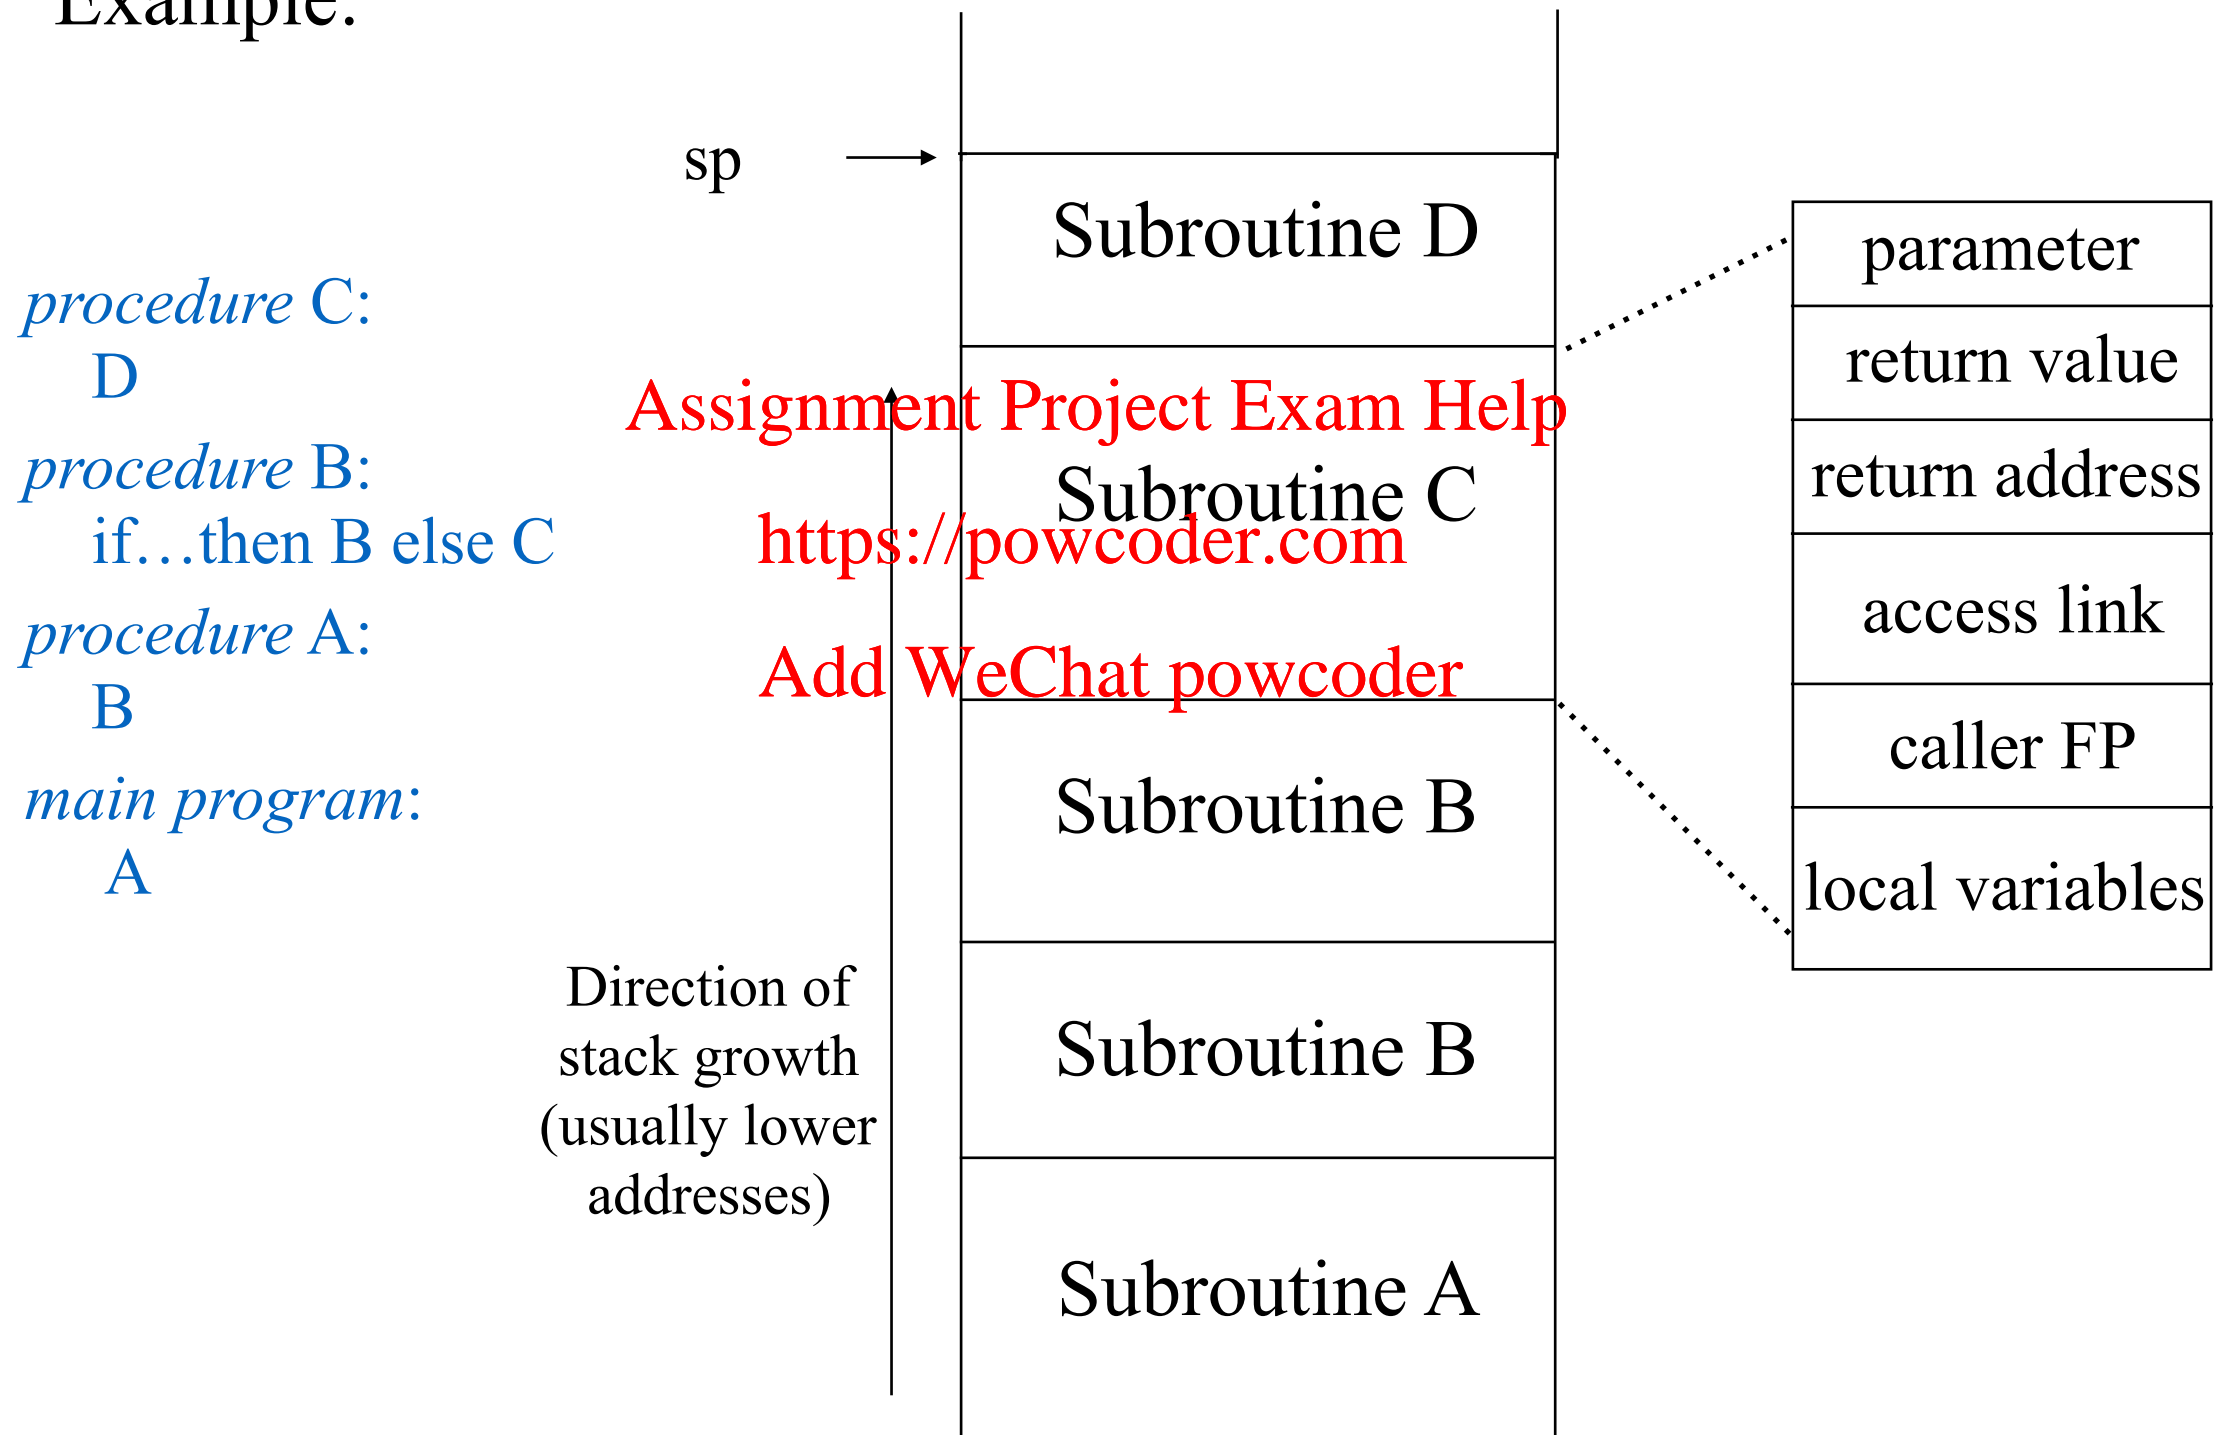 Example:
procedure C:
D
procedure B:
if…then B else C
procedure A:
B
main program:
A
sp
Direction of
stack growth
(usually lower
addresses)
Subroutine D
Assignment Project Exam Help
Subroutine C
https://powcoder.com
Add WeChat powcoder
Subroutine B
Subroutine B
Subroutine A
parameter
return value
return address
access link
caller FP
local variables